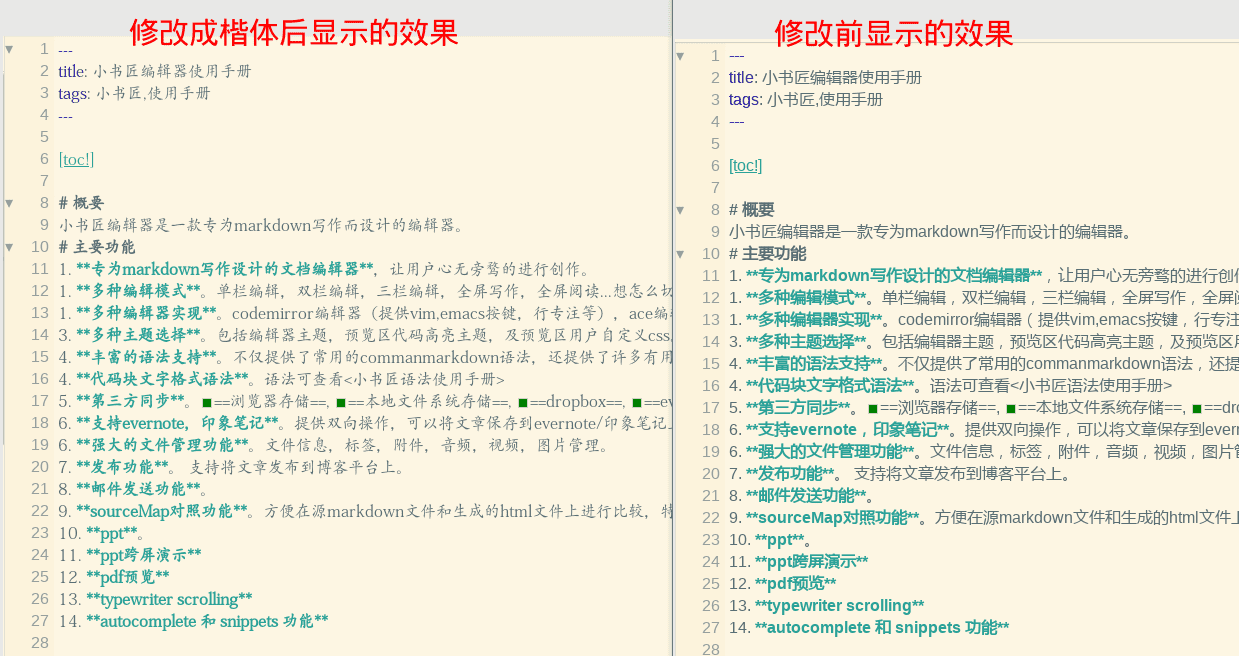 修改成楷体后显示的效果
1 ---
2 title: 小书匠编辑器使用手册
3 tags: 小书匠,使用手册
4 ---
5
6 [toc!]
7
8 # 概要
9 小书匠编辑器是一款专为markdown写作而设计的编辑器。
10 # 主要功能
11 1. **专为markdown写作设计的文档编辑器**，让用户心无旁骛的进行创作。
12 1. **多种编辑模式**。单栏编辑，双栏编辑，三栏编辑，全屏写作，全屏阅读...想怎么切
13 1. **多种编辑器实现**。codemirror编辑器（提供vim,emacs按键，行专注等），ace编
14 3. **多种主题选择**。包括编辑器主题，预览区代码高亮主题，及预览区用户自定义css
15 4. **丰富的语法支持**。不仅提供了常用的commanmarkdown语法，还提供了许多有用
16 4. **代码块文字格式语法**。语法可查看<小书匠语法使用手册>
17 5. **第三方同步**。■==浏览器存储==, ■==本地文件系统存储==, ■==dropbox==, ■==ev
18 6. **支持evernote，印象笔记**。提供双向操作，可以将文章保存到evernote/印象笔记
19 6. **强大的文件管理功能**。文件信息，标签，附件，音频，视频，图片管理。
20 7. **发布功能**。 支持将文章发布到博客平台上。
21 8. **邮件发送功能**。
22 9. **sourceMap对照功能**。方便在源markdown文件和生成的html文件上进行比较，特
23 10. **ppt**。
24 11. **ppt跨屏演示**
25 12. **pdf预览**
26 13. **typewriter scrolling**
27 14. **autocomplete 和 snippets 功能**
28
修改前显示的效果
1 ---
2 title: 小书匠编辑器使用手册
3 tags: 小书匠,使用手册
4 ---
5
6 [toc!]
7
8 # 概要
9 小书匠编辑器是一款专为markdown写作而设计的编辑器。
10 # 主要功能
11 1. **专为markdown写作设计的文档编辑器**，让用户心无旁骛的进行创
12 1. **多种编辑模式**。单栏编辑，双栏编辑，三栏编辑，全屏写作，全屏
13 1. **多种编辑器实现**。codemirror编辑器（提供vim,emacs按键，行专注
14 3. **多种主题选择**。包括编辑器主题，预览区代码高亮主题，及预览区
15 4. **丰富的语法支持**。不仅提供了常用的commanmarkdown语法，还提
16 4. **代码块文字格式语法**。语法可查看<小书匠语法使用手册>
17 5. **第三方同步**。■==浏览器存储==, ■==本地文件系统存储==, ■==dro
18 6. **支持evernote，印象笔记**。提供双向操作，可以将文章保存到ever
19 6. **强大的文件管理功能**。文件信息，标签，附件，音频，视频，图片
20 7. **发布功能**。 支持将文章发布到博客平台上。
21 8. **邮件发送功能**。
22 9. **sourceMap对照功能**。方便在源markdown文件和生成的html文件
23 10. **ppt**。
24 11. **ppt跨屏演示**
25 12. **pdf预览**
26 13. **typewriter scrolling**
27 14. **autocomplete 和 snippets 功能**
28